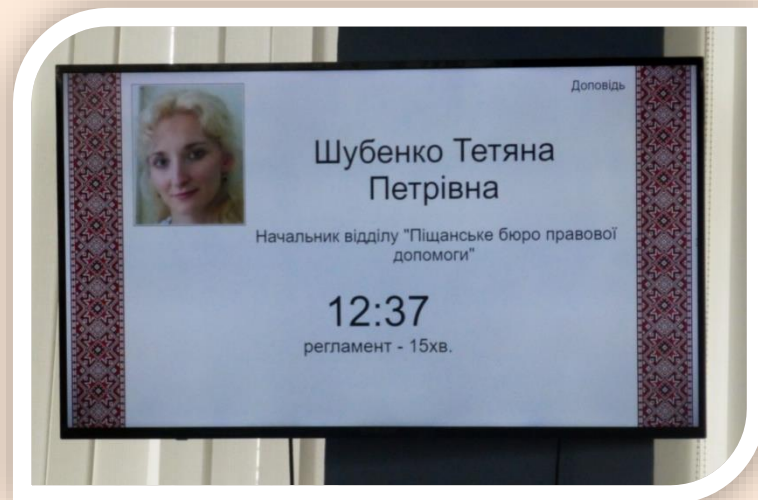 Доповідь
Шубенко Тетяна
Петрівна
Начальник відділу "Піщанське бюро правової
допомоги"
12:37
регламент - 15хв.